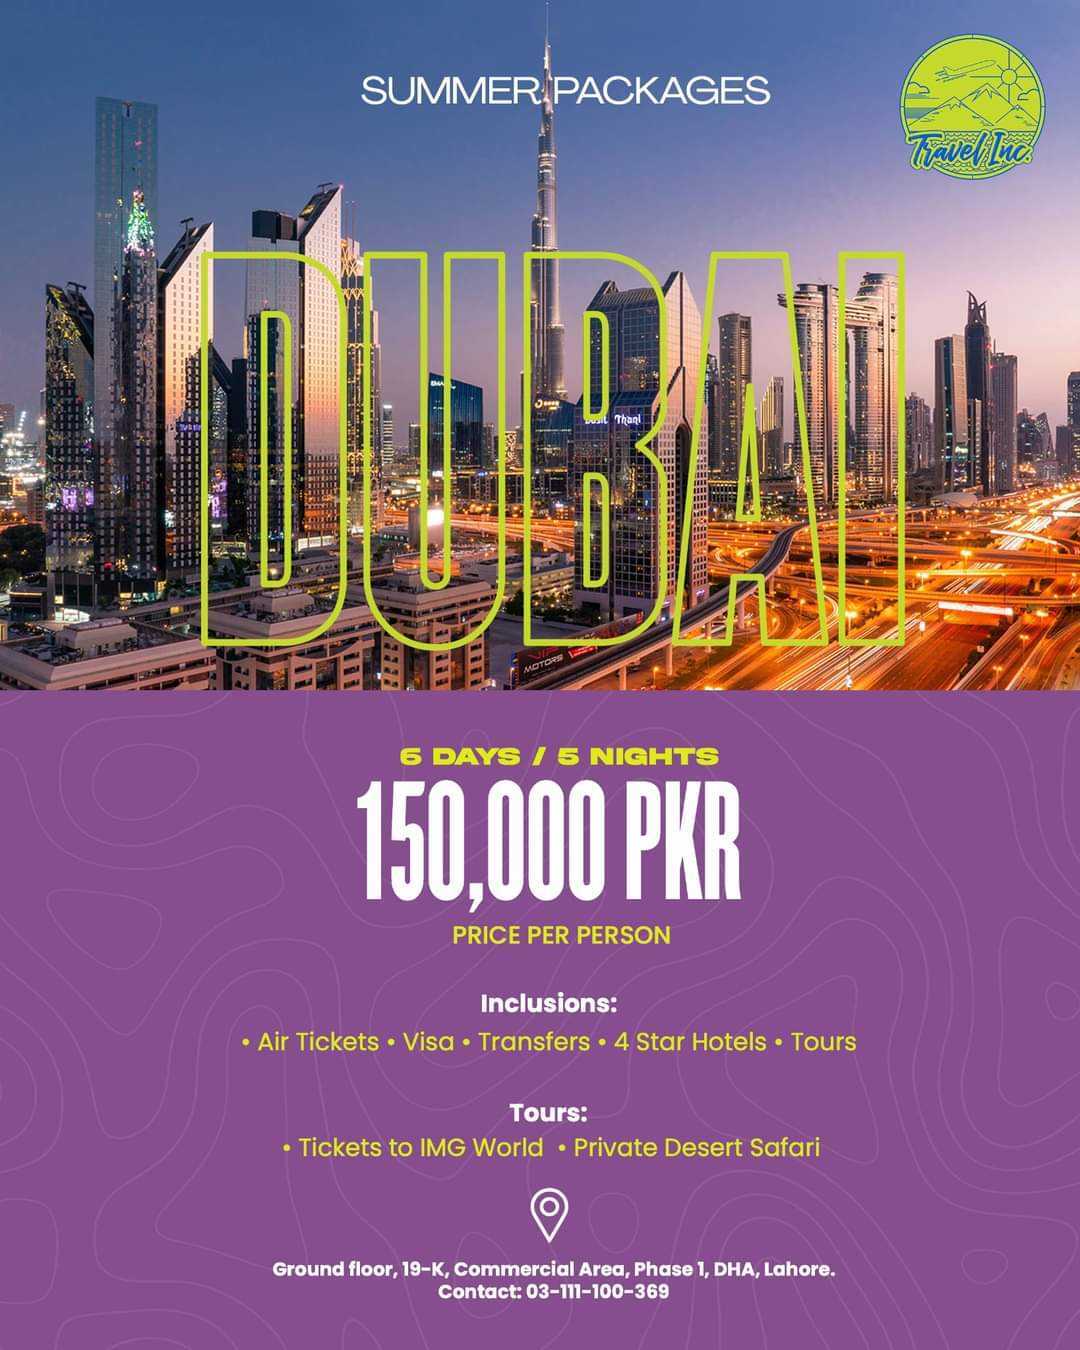 SUMMER PACKAGES
Travel Inc.
DUBAI
Dusit Thani
MOTORS
6 DAYS / 5 NIGHTS
150,000 PKR
PRICE PER PERSON
Inclusions:
• Air Tickets • Visa • Transfers • 4 Star Hotels • Tours
Tours:
• Tickets to IMG World • Private Desert Safari
Ground floor, 19-K, Commercial Area, Phase 1, DHA, Lahore.
Contact: 03-111-100-369